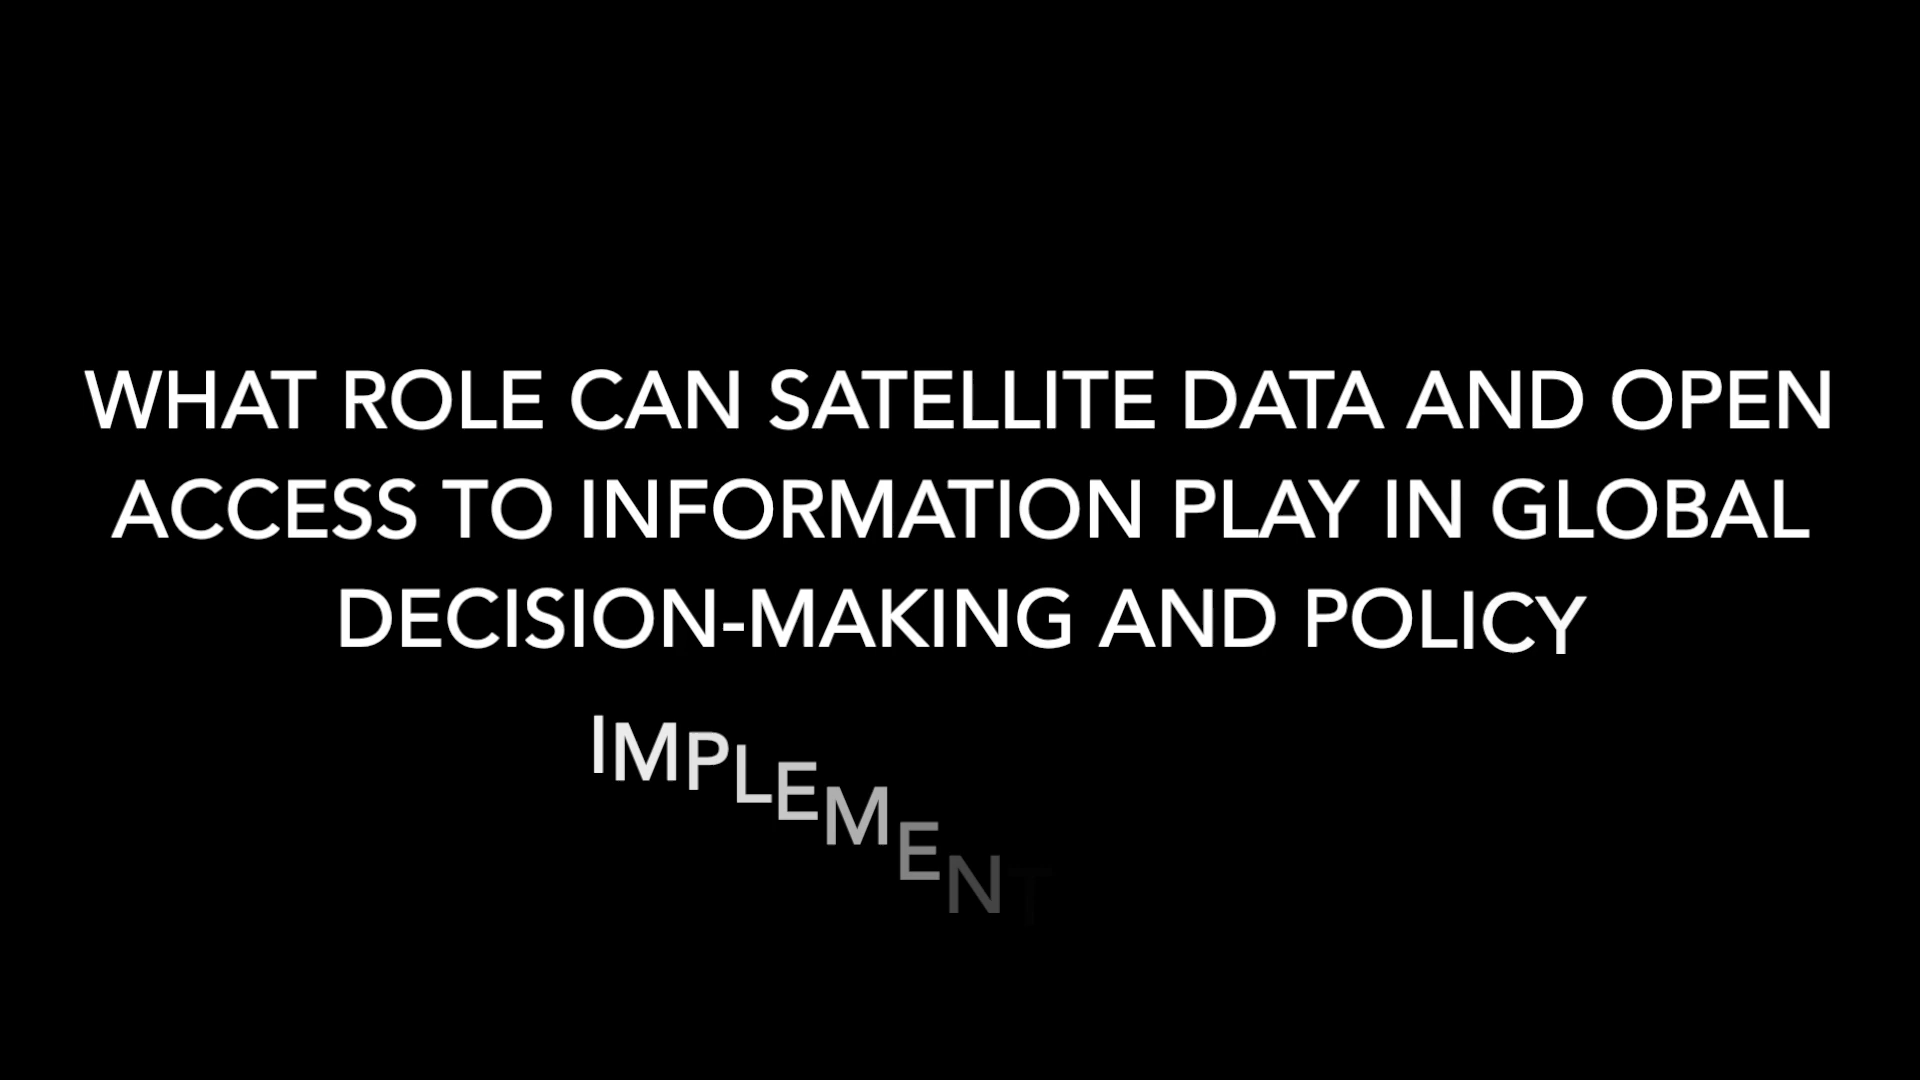 WHAT ROLE CAN SATELLITE DATA AND OPEN
ACCESS TO INFORMATION PLAY IN GLOBAL
DECISION-MAKING AND POLICY
IMPLEMENT